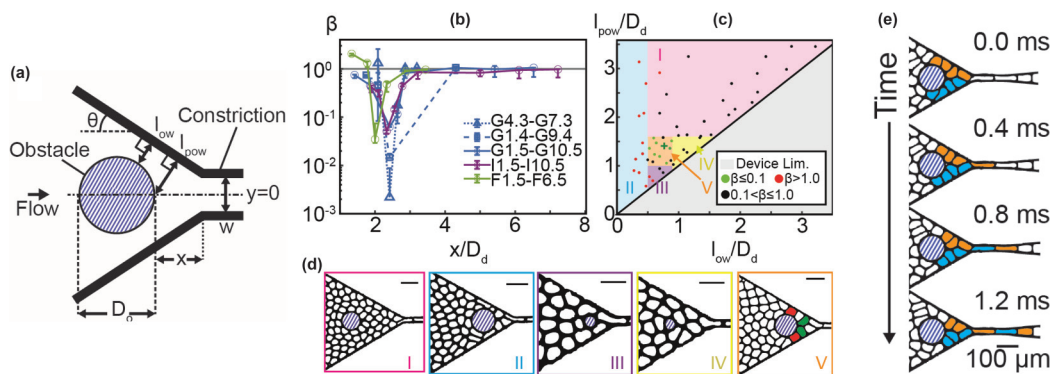 (a)
θ
l_ow
l_pow
Constriction
Obstacle
Flow
y=0
w
x
D_o
β
(b)
10^0
10^-1
10^-2
10^-3
2
4
6
8
x/D_d
G4.3-G7.3
G1.4-G9.4
G1.5-G10.5
I1.5-I10.5
F1.5-F6.5
l_pow/D_d
(c)
3
2
1
0
0
1
2
3
l_ow/D_d
I
II
III
IV
V
Device Lim.
β≤0.1
β>1.0
0.1<β≤1.0
(d)
I
II
III
IV
V
(e)
Time
0.0 ms
0.4 ms
0.8 ms
1.2 ms
100 μm